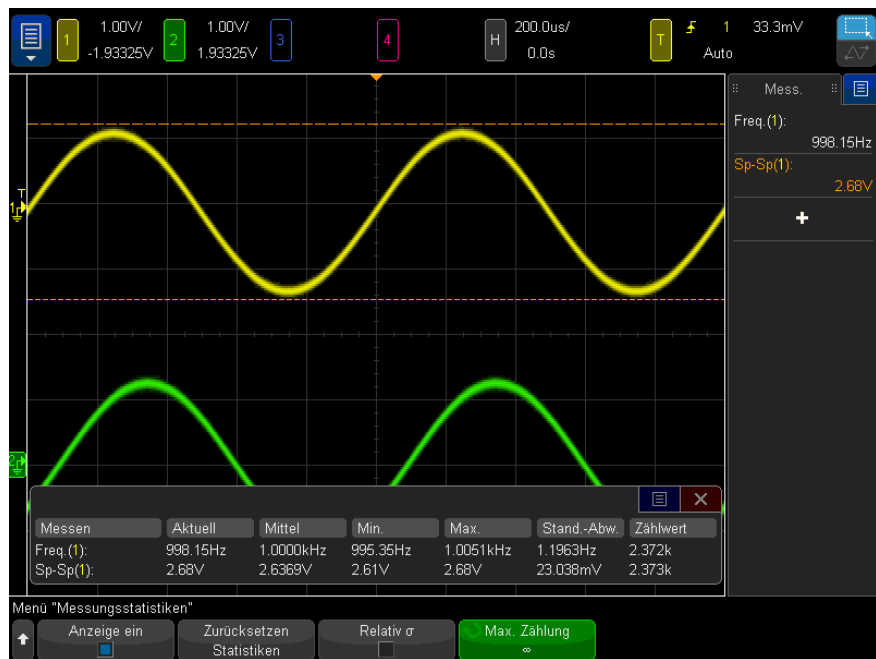 1 1.00V/ -1.93325V
2 1.00V/ 1.93325V
3
4
H 200.0us/ 0.0s
T 1 33.3mV Auto
Mess.
Freq.(1):
998.15Hz
Sp-Sp(1):
2.68V
+
T
1
2
Messen Aktuell Mittel Min. Max. Stand.-Abw. Zählwert
Freq.(1): 998.15Hz 1.0000kHz 995.35Hz 1.0051kHz 1.1963Hz 2.372k
Sp-Sp(1): 2.68V 2.6369V 2.61V 2.68V 23.038mV 2.373k
Menü "Messungsstatistiken"
Anzeige ein
Zurücksetzen
Statistiken
Relativ σ
Max. Zählung
∞